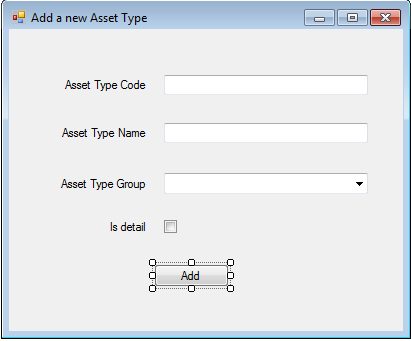 Add a new Asset Type
Asset Type Code
Asset Type Name
Asset Type Group
Is detail
Add